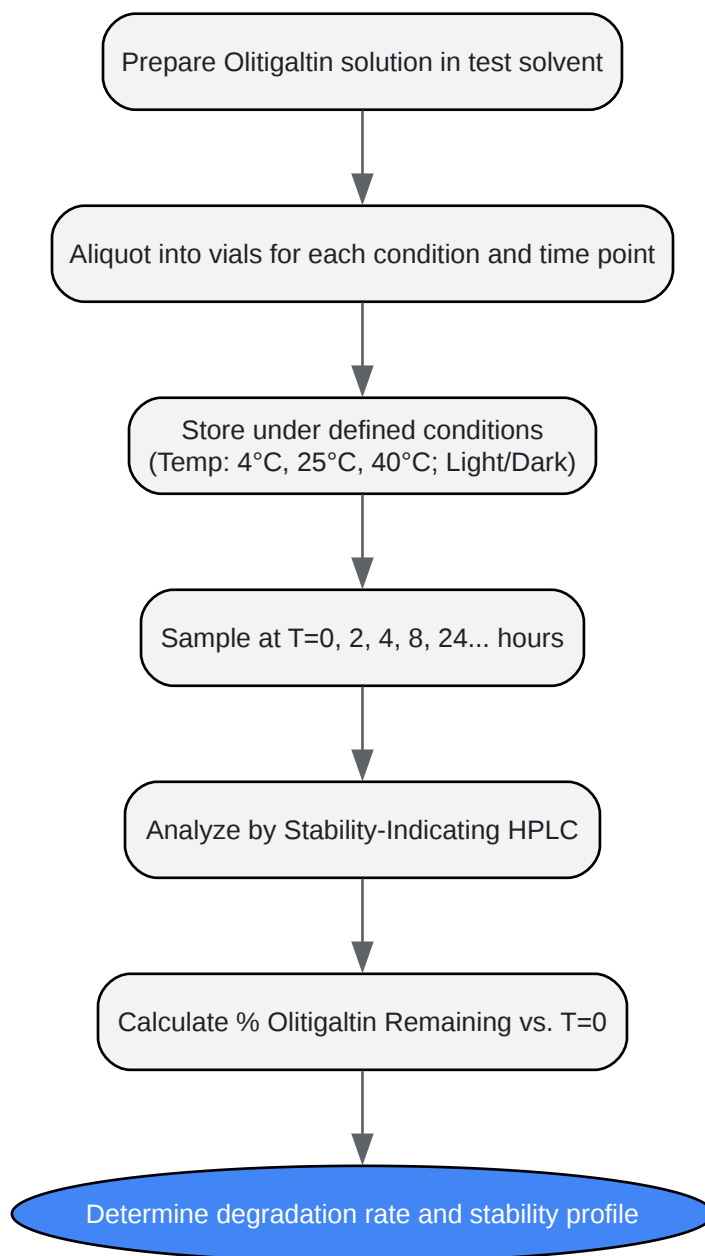 Prepare Olitigaltin solution in test solvent
Aliquot into vials for each condition and time point
Store under defined conditions
(Temp: 4°C, 25°C, 40°C; Light/Dark)
Sample at T=0, 2, 4, 8, 24... hours
Analyze by Stability-Indicating HPLC
Calculate % Olitigaltin Remaining vs. T=0
Determine degradation rate and stability profile